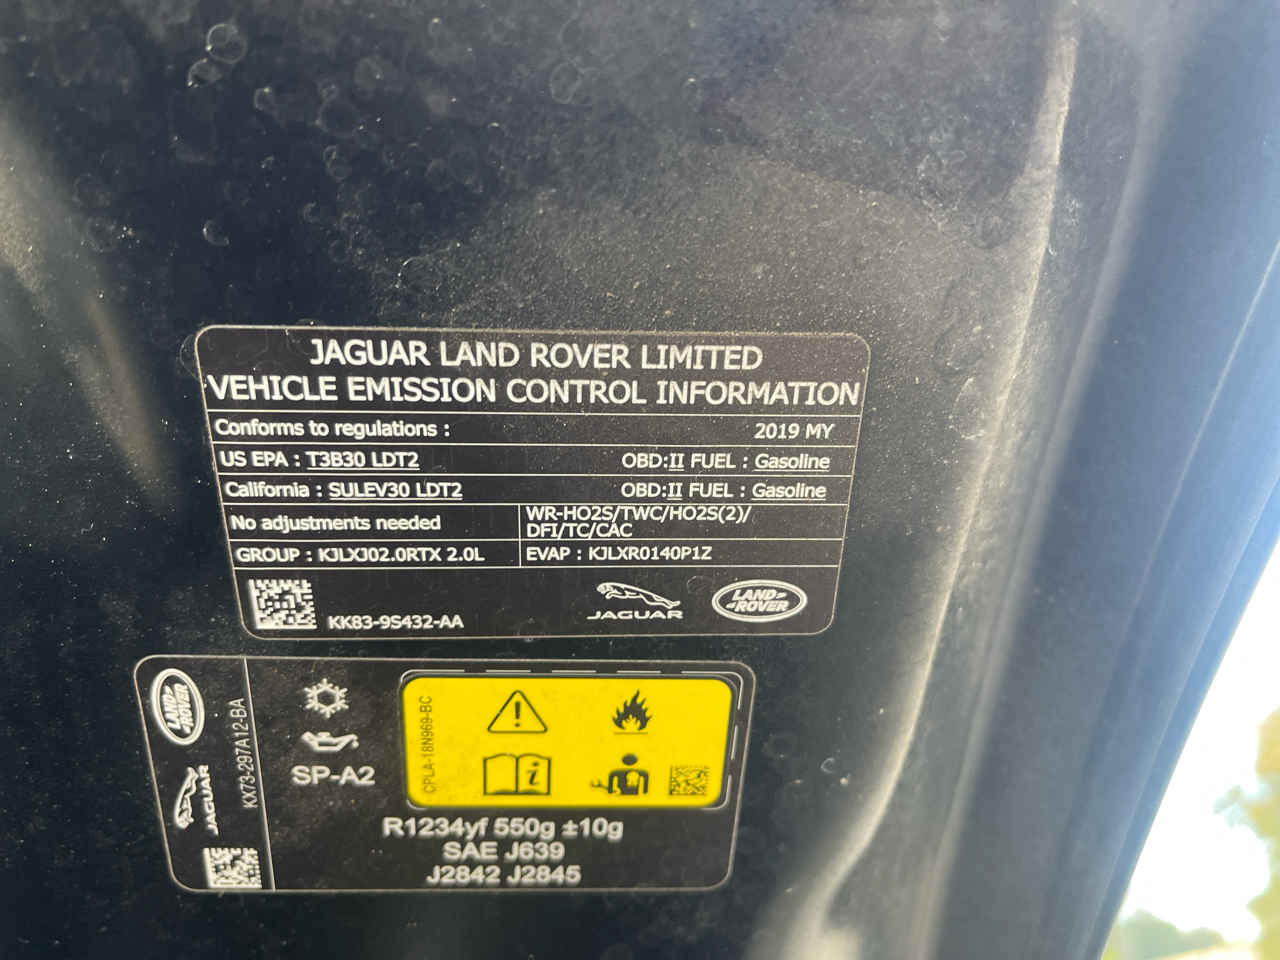 JAGUAR LAND ROVER LIMITED
VEHICLE EMISSION CONTROL INFORMATION
Conforms to regulations : 2019 MY
US EPA : T3B30 LDT2 OBD:II FUEL : Gasoline
California : SULEV30 LDT2 OBD:II FUEL : Gasoline
No adjustments needed
WR-HO2S/TWC/HO2S(2)/
DFI/TC/CAC
GROUP : KJLXJ02.0RTX 2.0L EVAP : KJLXR0140P1Z
KK83-9S432-AA
JAGUAR
LAND
ROVER
LAND
ROVER
JAGUAR
KX73-297A12-BA
SP-A2
CPLA-18N969-BC
R1234yf 550g ±10g
SAE J639
J2842 J2845